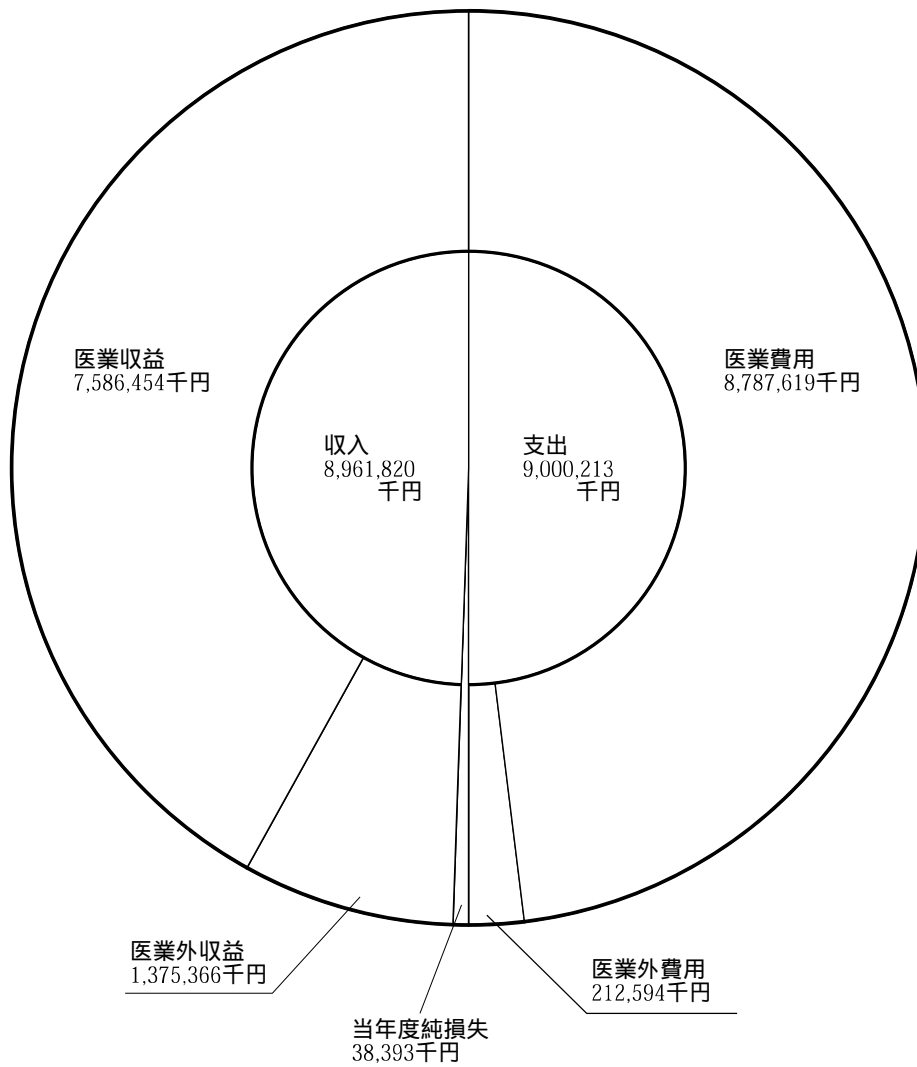 医業収益
7,586,454千円
医業費用
8,787,619千円
収入
8,961,820
千円
支出
9,000,213
千円
医業外収益
1,375,366千円
医業外費用
212,594千円
当年度純損失
38,393千円